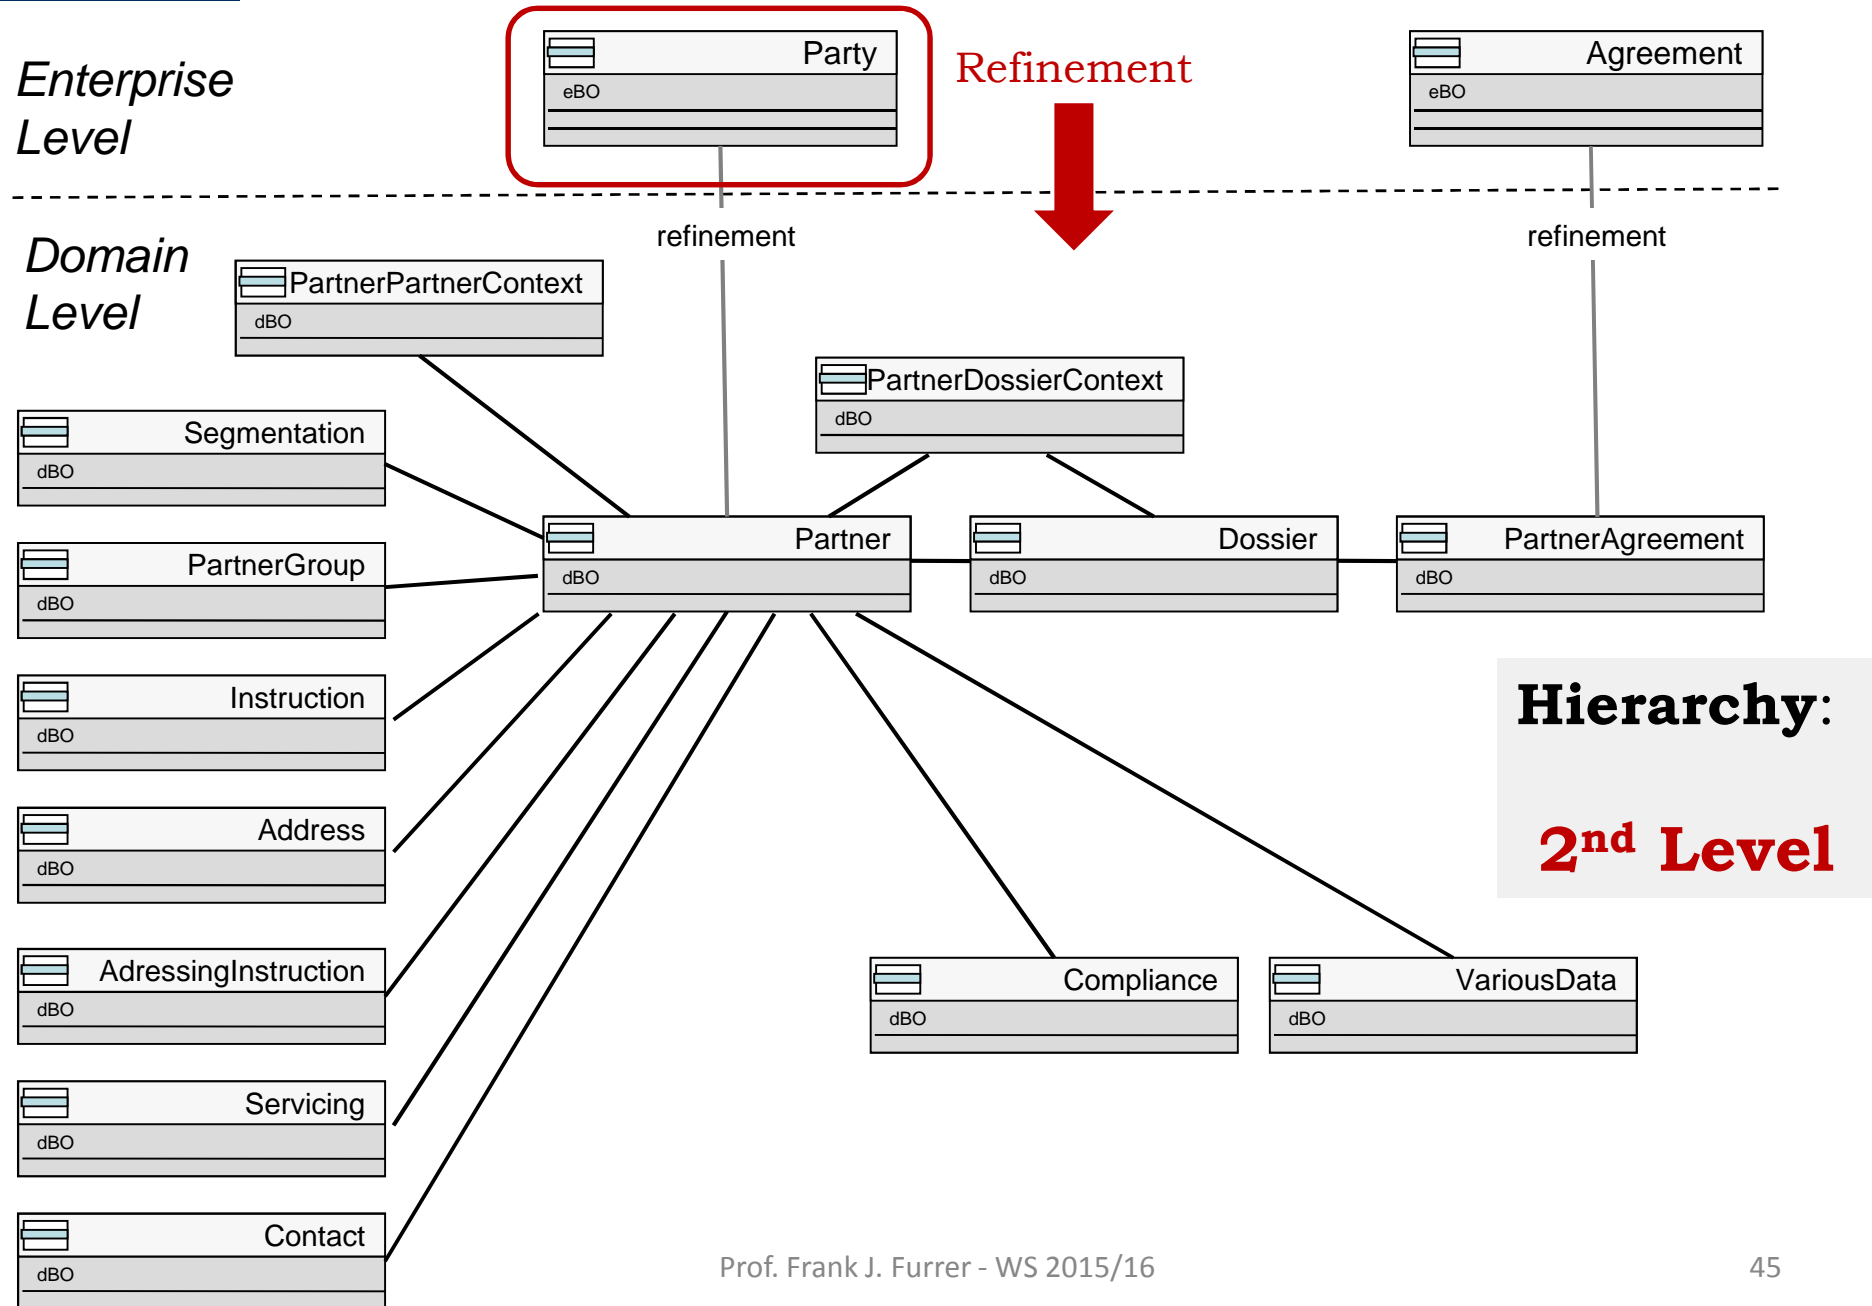 Enterprise
Level
Party
eBO
Refinement
Agreement
eBO
Domain
Level
refinement
refinement
PartnerPartnerContext
dBO
PartnerDossierContext
dBO
Segmentation
dBO
Partner
dBO
Dossier
dBO
PartnerAgreement
dBO
PartnerGroup
dBO
Instruction
dBO
Hierarchy:
2nd Level
Address
dBO
AdressingInstruction
dBO
Compliance
dBO
VariousData
dBO
Servicing
dBO
Contact
dBO
Prof. Frank J. Furrer - WS 2015/16
45